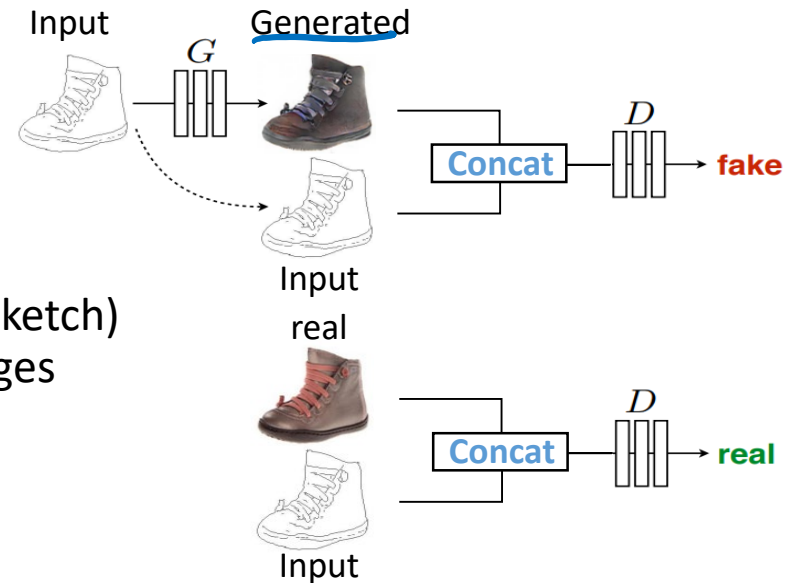 Input
Generated
G
D
Concat
fake
Input
ketch)
real
ges
D
Concat
real
Input